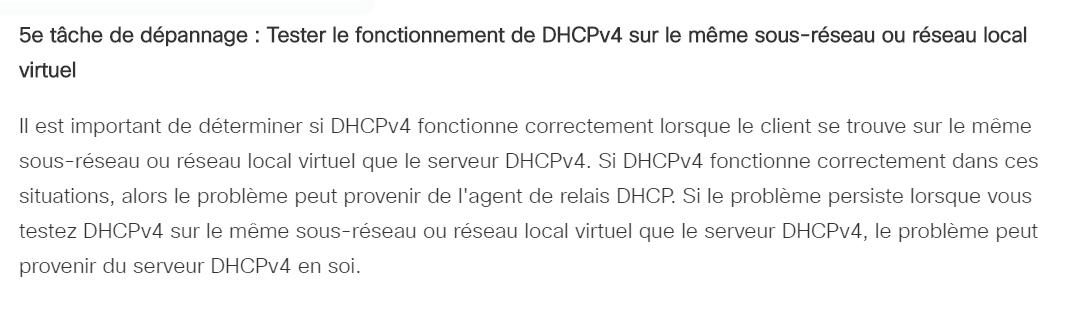 5e tâche de dépannage : Tester le fonctionnement de DHCPv4 sur le même sous-réseau ou réseau local
virtuel
Il est important de déterminer si DHCPv4 fonctionne correctement lorsque le client se trouve sur le même
sous-réseau ou réseau local virtuel que le serveur DHCPv4. Si DHCPv4 fonctionne correctement dans ces
situations, alors le problème peut provenir de l'agent de relais DHCP. Si le problème persiste lorsque vous
testez DHCPv4 sur le même sous-réseau ou réseau local virtuel que le serveur DHCPv4, le problème peut
provenir du serveur DHCPv4 en soi.